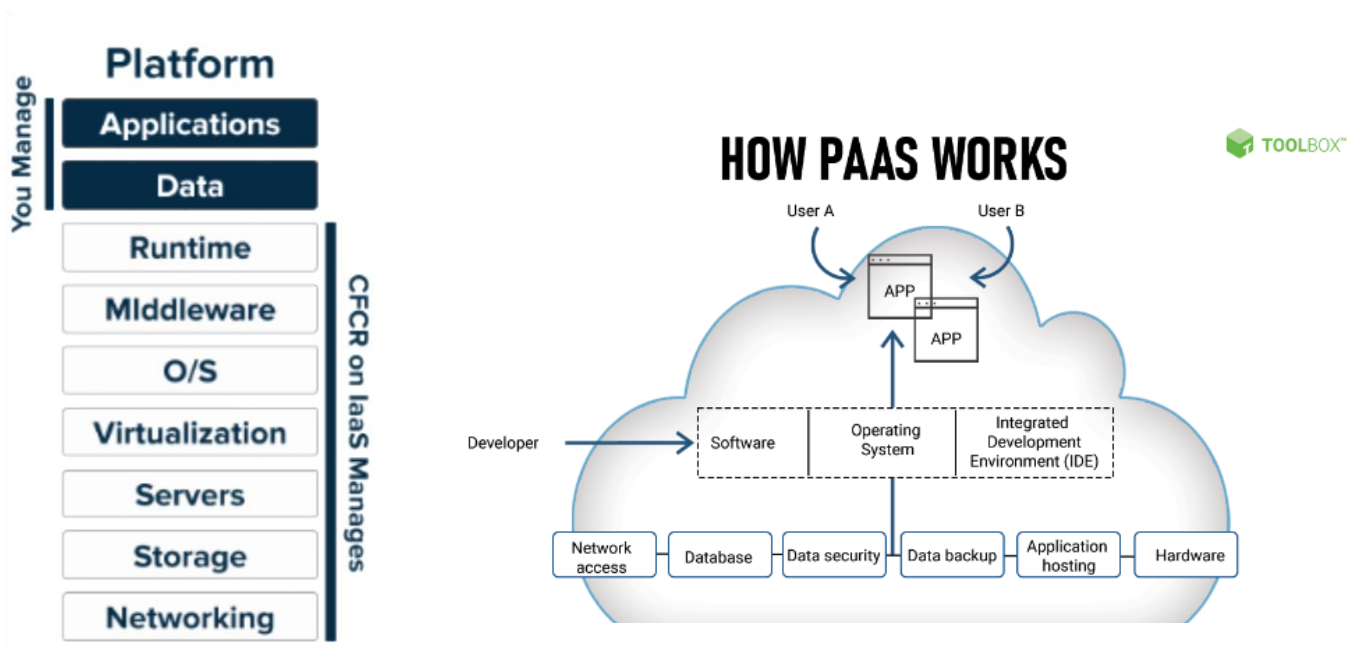 Platform
You Manage
Applications
Data
Runtime
MIddleware
O/S
Virtualization
Servers
Storage
Networking
CFCR on IaaS Manages
HOW PAAS WORKS
TOOLBOX™
User A
User B
APP
APP
Developer
Software
Operating
System
Integrated
Development
Environment (IDE)
Network
access
Database
Data security
Data backup
Application
hosting
Hardware